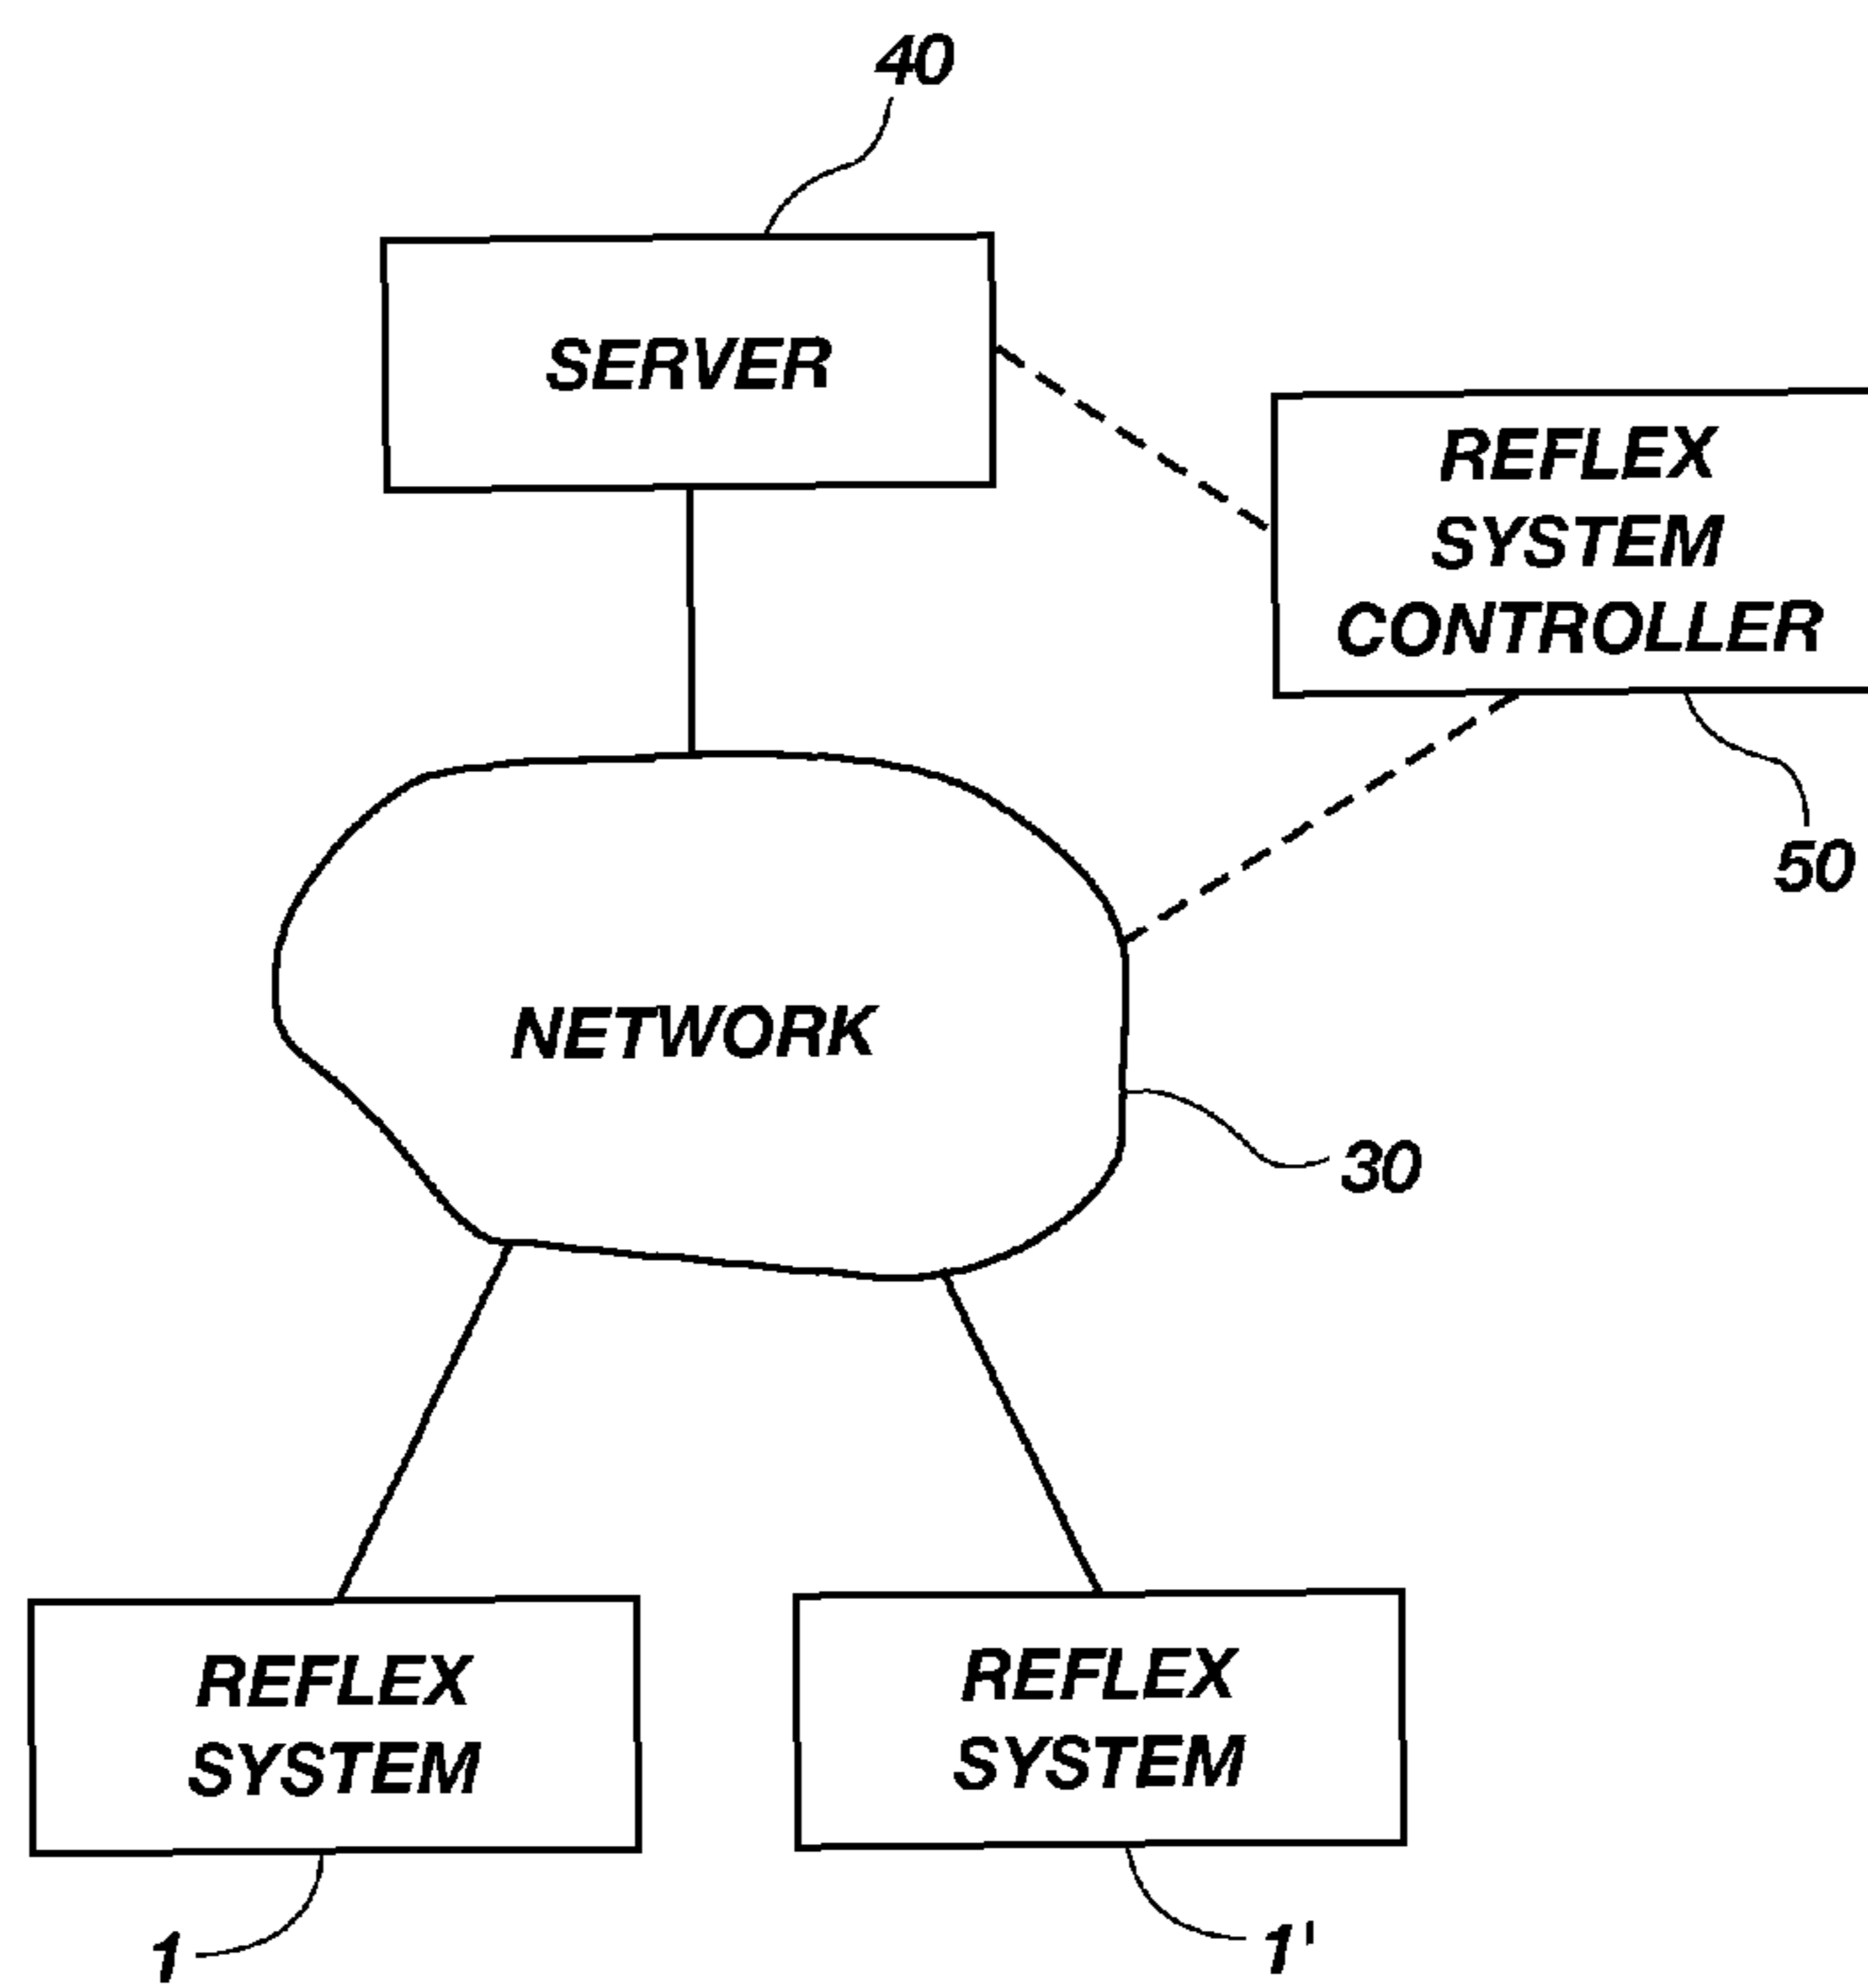 40
SERVER
REFLEX
SYSTEM
CONTROLLER
50
NETWORK
30
REFLEX
SYSTEM
REFLEX
SYSTEM
1
1'